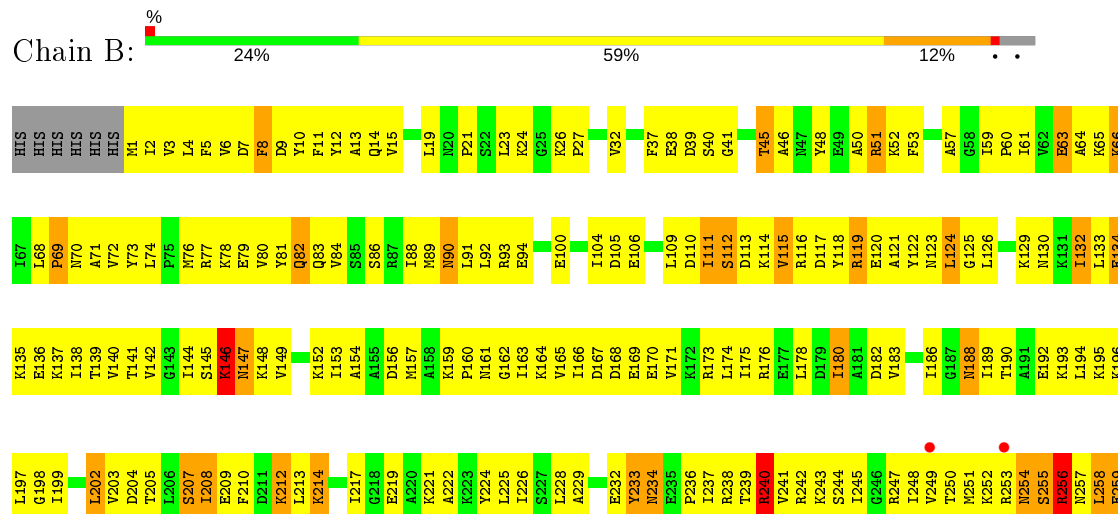 %
Chain B:
24% 59% 12% • •
HIS HIS HIS HIS HIS HIS M1 I2 V3 L4 F5 V6 D7 F8 D9 Y10 F11 Y12 A13 Q14 V15 L19 N20 P21 S22 L23 K24 G25 K26 P27 V32 F37 E38 D39 S40 G41 T45 A46 N47 Y48 E49 A50 R51 K52 F53 A57 G58 I59 P60 I61 V62 E63 A64 K65 K66
I67 L68 P69 N70 A71 V72 Y73 L74 P75 M76 R77 K78 E79 V80 Y81 Q82 Q83 V84 S85 S86 R87 I88 M89 N90 L91 L92 R93 E94 E100 I104 D105 E106 L109 D110 I111 S112 D113 K114 V115 R116 D117 Y118 R119 E120 A121 Y122 N123 L124 G125 L126 K129 N130 K131 I132 L133 E134
K135 E136 K137 I138 T139 V140 T141 V142 G143 I144 S145 K146 N147 K148 V149 K152 I153 A154 A155 D156 M157 A158 K159 P160 N161 G162 I163 K164 V165 I166 D167 D168 E169 E170 V171 K172 R173 L174 I175 R176 E177 L178 D179 I180 A181 D182 V183 I186 G187 N188 I189 T190 A191 E192 K193 L194 K195 K196
L197 G198 I199 L202 V203 D204 T205 L206 S207 I208 E209 F210 D211 K212 L213 K214 I217 G218 E219 A220 K221 A222 K223 Y224 L225 I226 S227 L228 A229 E232 Y233 N234 E235 P236 I237 R238 T239 R240 V241 R242 K243 S244 I245 G246 R247 I248 V249 T250 M251 K252 R253 N254 S255 R256 N257 L258